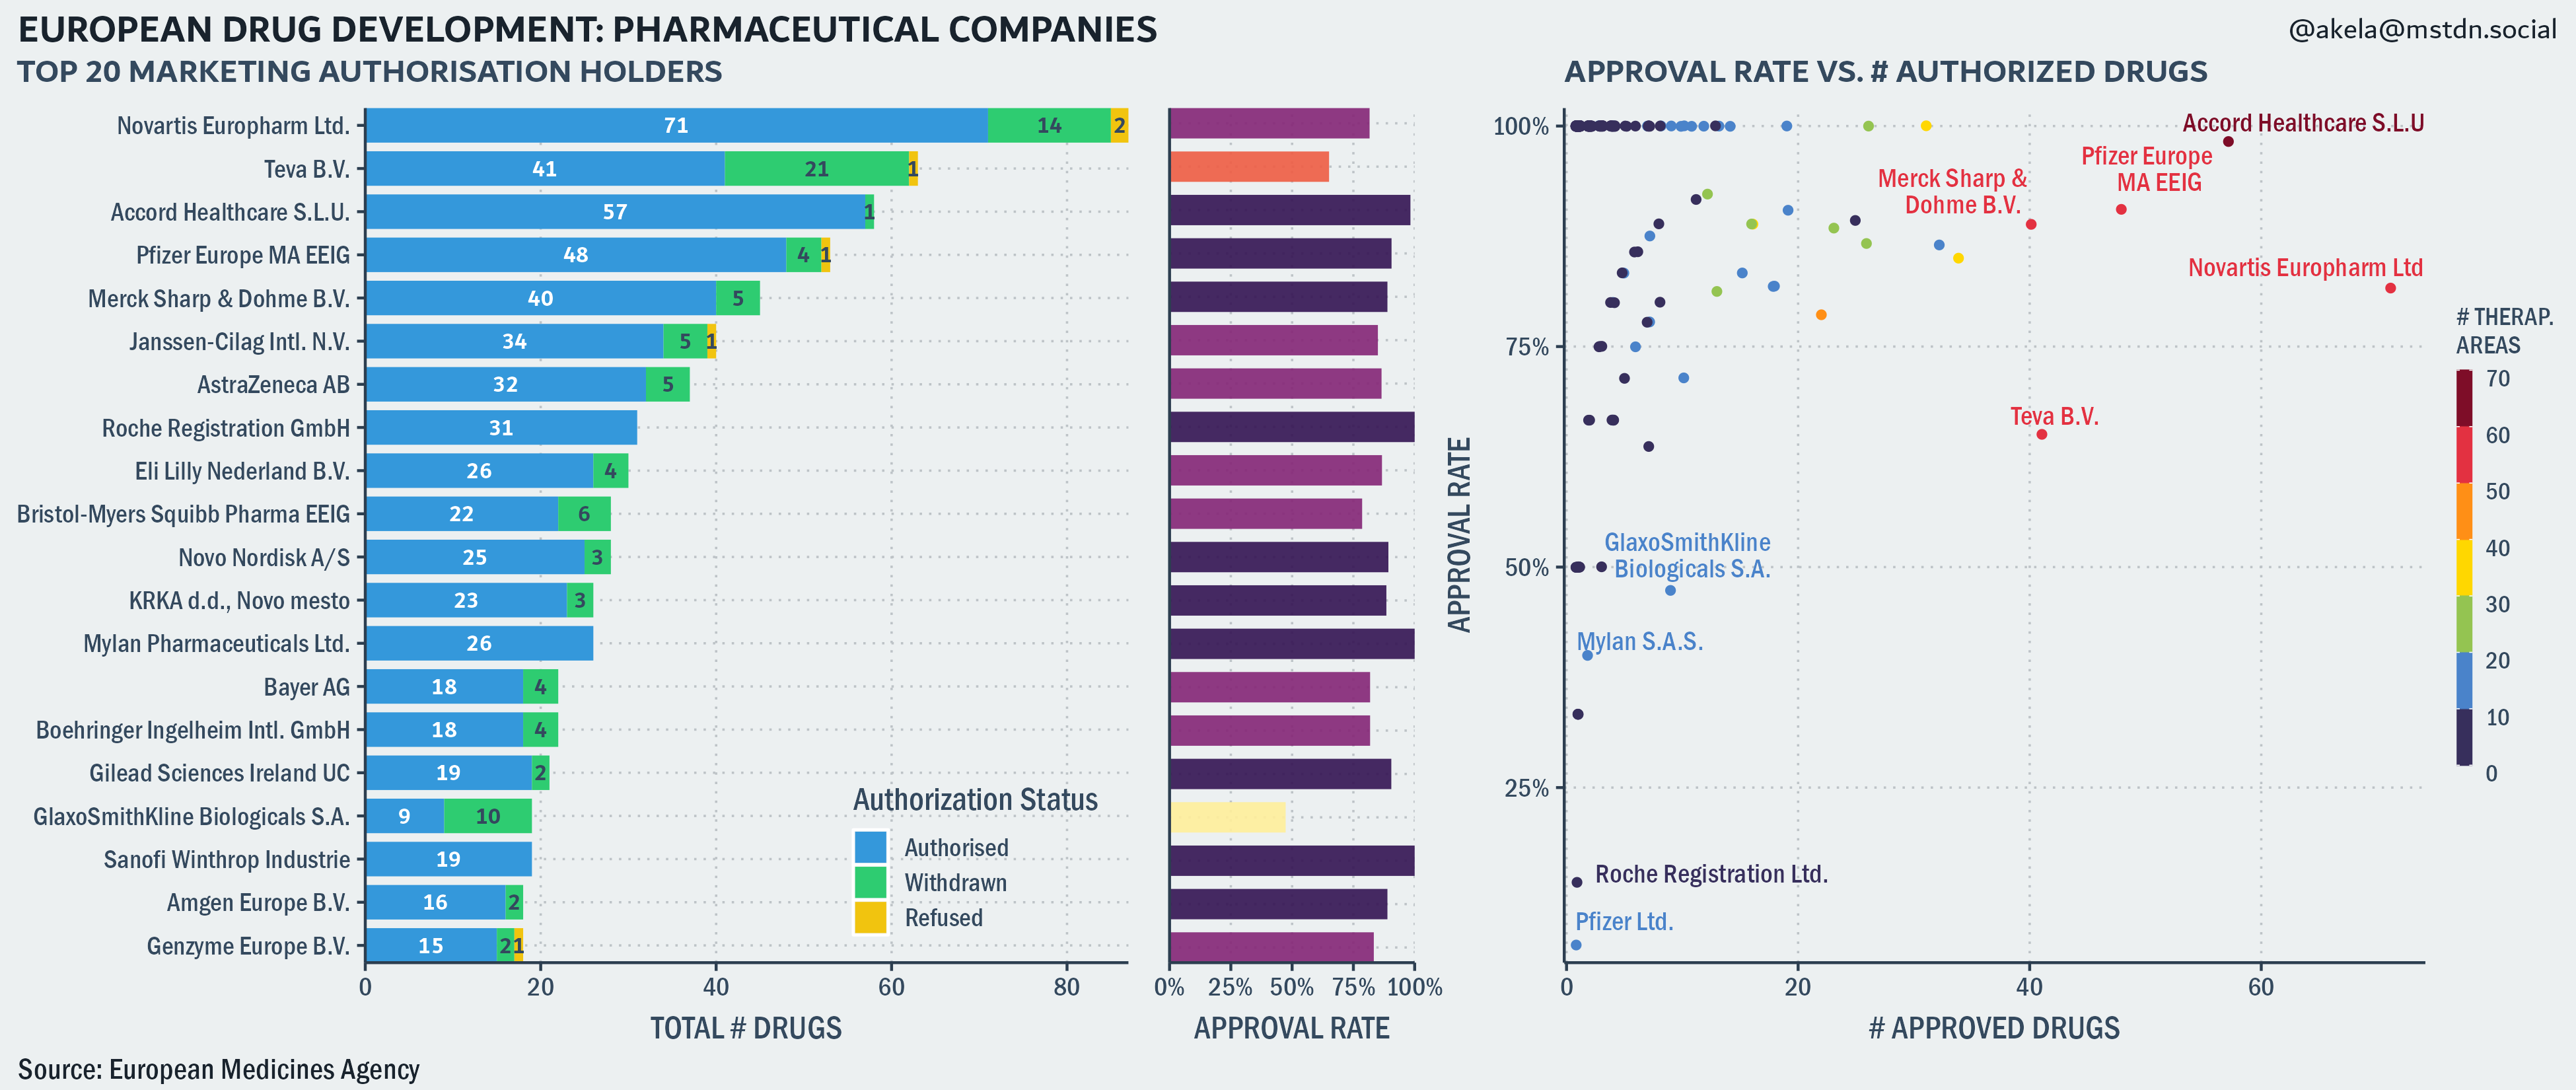 EUROPEAN DRUG DEVELOPMENT: PHARMACEUTICAL COMPANIES
@akela@mstdn.social
TOP 20 MARKETING AUTHORISATION HOLDERS
Novartis Europharm Ltd. 71 14 2
Teva B.V. 41 21 1
Accord Healthcare S.L.U. 57 1
Pfizer Europe MA EEIG 48 4 1
Merck Sharp & Dohme B.V. 40 5
Janssen-Cilag Intl. N.V. 34 5 1
AstraZeneca AB 32 5
Roche Registration GmbH 31
Eli Lilly Nederland B.V. 26 4
Bristol-Myers Squibb Pharma EEIG 22 6
Novo Nordisk A/S 25 3
KRKA d.d., Novo mesto 23 3
Mylan Pharmaceuticals Ltd. 26
Bayer AG 18 4
Boehringer Ingelheim Intl. GmbH 18 4
Gilead Sciences Ireland UC 19 2
GlaxoSmithKline Biologicals S.A. 9 10
Sanofi Winthrop Industrie 19
Amgen Europe B.V. 16 2
Genzyme Europe B.V. 15 2 1
0 20 40 60 80
TOTAL # DRUGS
Authorization Status
Authorised
Withdrawn
Refused
0% 25% 50% 75% 100%
APPROVAL RATE
APPROVAL RATE VS. # AUTHORIZED DRUGS
APPROVAL RATE
100%
75%
50%
25%
Accord Healthcare S.L.U
Pfizer Europe
MA EEIG
Merck Sharp &
Dohme B.V.
Novartis Europharm Ltd
Teva B.V.
GlaxoSmithKline
Biologicals S.A.
Mylan S.A.S.
Roche Registration Ltd.
Pfizer Ltd.
0 20 40 60
# APPROVED DRUGS
# THERAP.
AREAS
70
60
50
40
30
20
10
0
Source: European Medicines Agency